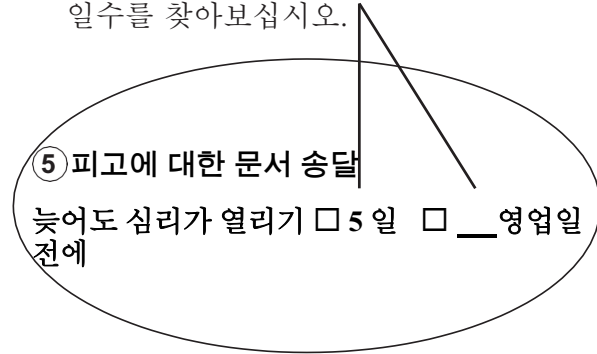 일수를 찾아보십시오.
⑤피고에 대한 문서 송달
늦어도 심리가 열리기 □ 5 일 □ __영업일
전에